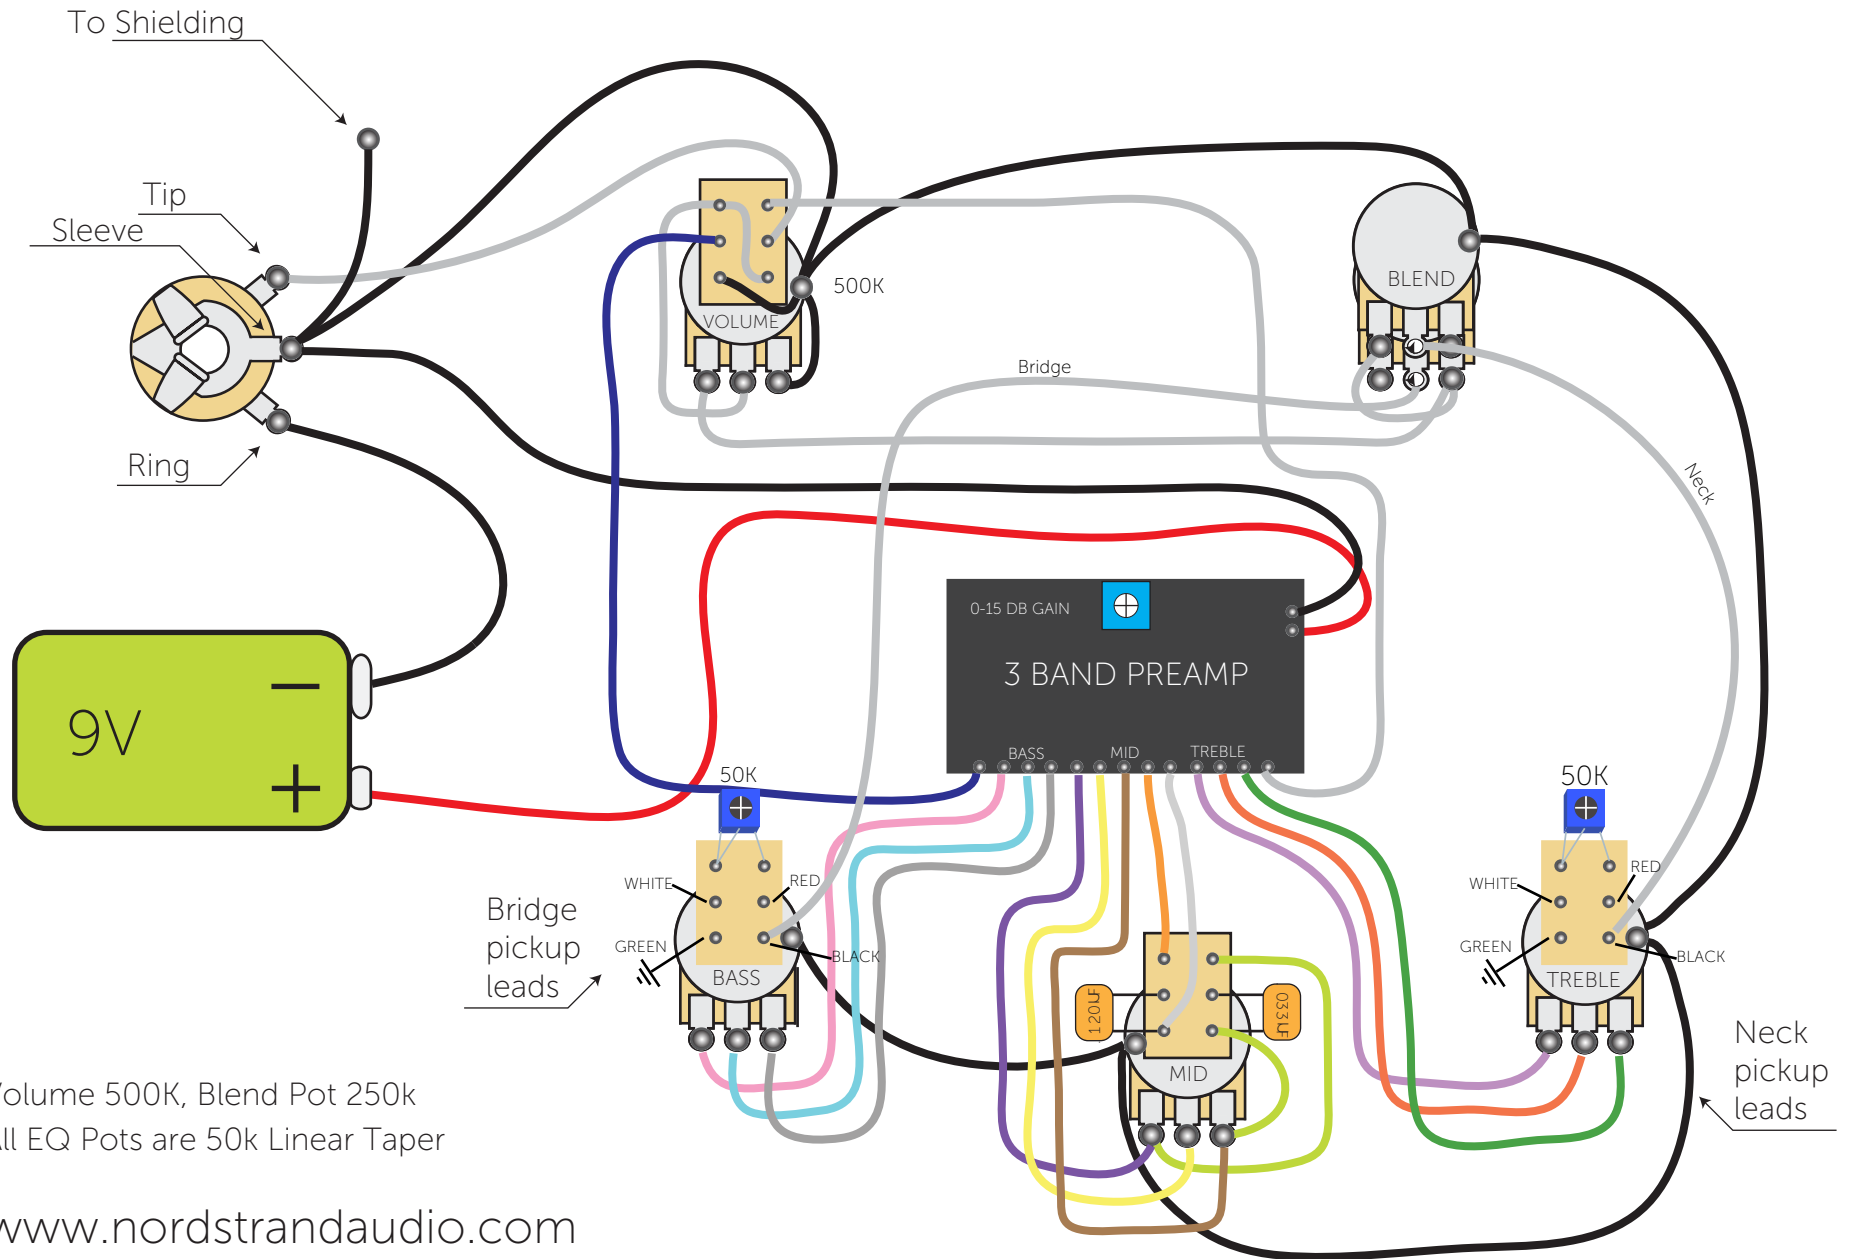 To Shielding
Tip
Sleeve
Ring
500K
VOLUME
BLEND
Bridge
Neck
9V
− +
0-15 DB GAIN
3 BAND PREAMP
BASS MID TREBLE
50K
WHITE RED
GREEN BLACK
BASS
Bridge
pickup
leads
MID
50K
WHITE RED
GREEN BLACK
TREBLE
Neck
pickup
leads
olume 500K, Blend Pot 250k
ll EQ Pots are 50k Linear Taper
www.nordstrandaudio.com